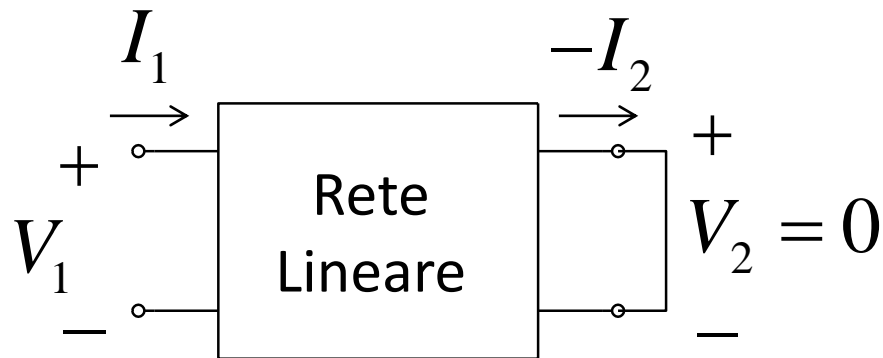 I₁
−I₂
+
V₁
−
Rete
Lineare
+
V₂ = 0
−